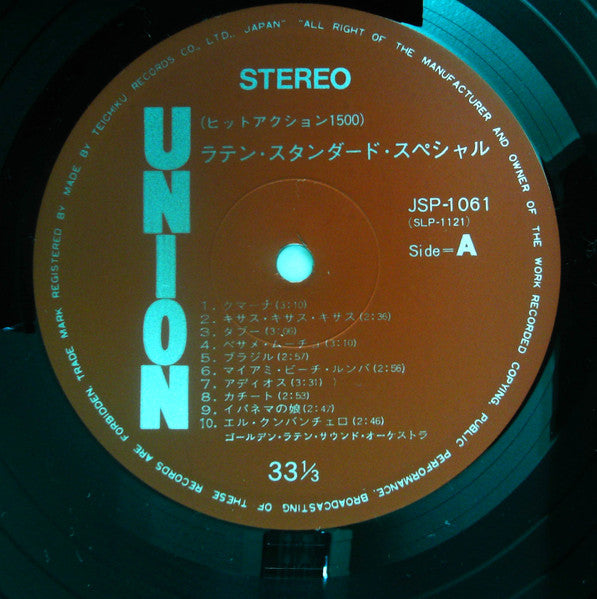 MADE BY TEICHIKU RECORDS CO., LTD., JAPAN" "ALL RIGHT OF THE MANUFACTURER AND OWNER OF THE WORK RECORDED COPYING, PUBLIC PERFORMANCE, BROADCASTING OF THESE RECORDS ARE FORBIDDEN, TRADE MARK REGISTERED BY
STEREO
UNION
(ヒットアクション1500)
ラテン・スタンダード・スペシャル
JSP-1061
(SLP-1121)
Side=A
1. クマーナ(3:10)
2. キサス・キサス・キサス(2:36)
3. タブー(3:06)
4. ベサメ・ムーチョ(3:10)
5. ブラジル(2:57)
6. マイアミ・ビーチ・ルンバ(2:56)
7. アディオス(3:31)
8. カチート(2:53)
9. イパネマの娘(2:47)
10. エル・クンバンチェロ(2:46)
ゴールデン・ラテン・サウンド・オーケストラ
33⅓